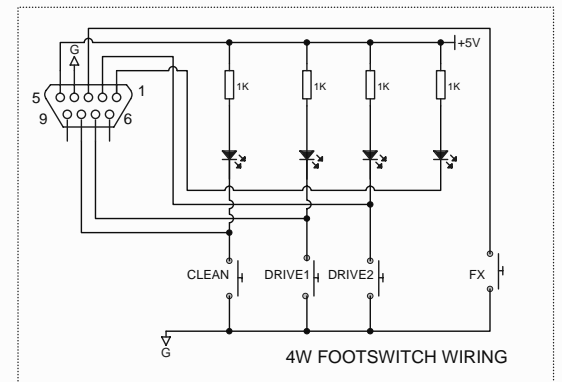 G
+5V
5
1
9
6
1K
1K
1K
1K
CLEAN
DRIVE1
DRIVE2
FX
G
4W FOOTSWITCH WIRING